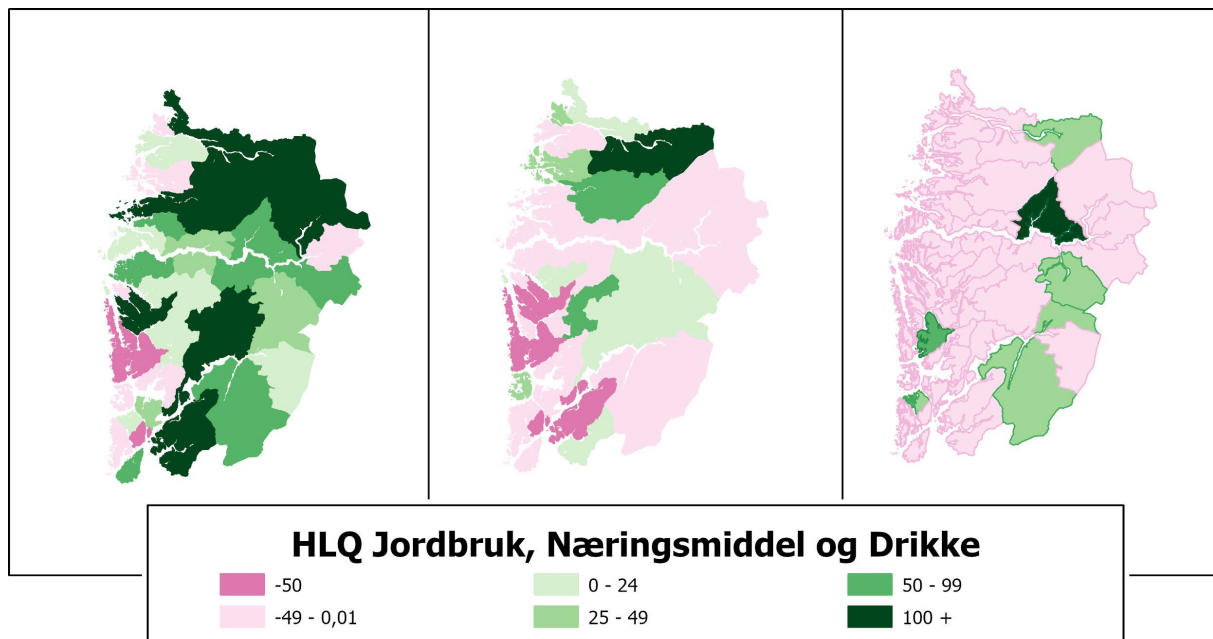 HLQ Jordbruk, Næringsmiddel og Drikke
-50
0 - 24
50 - 99
-49 - 0,01
25 - 49
100 +